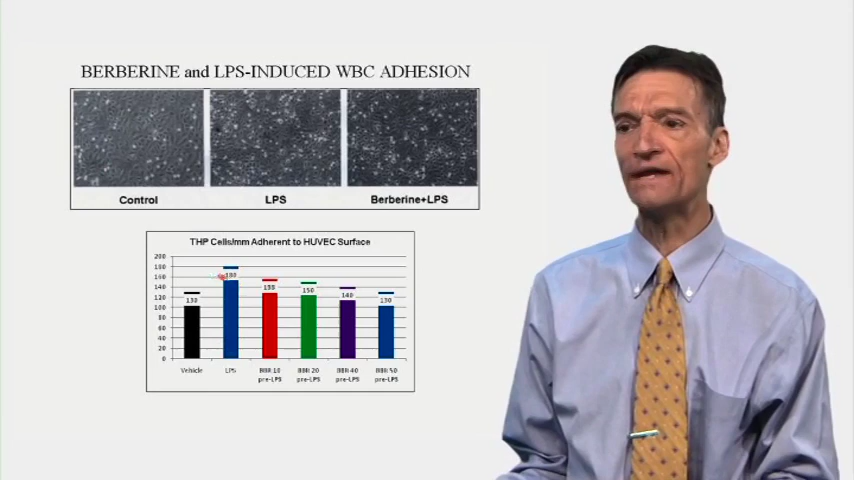 BERBERINE and LPS-INDUCED WBC ADHESION
Control LPS Berberine+LPS
THP Cells/mm Adherent to HUVEC Surface
200
180
160
140
120
100
80
60
40
20
0
130 180 150 140 130
Vehicle LPS BBR 10 pre-LPS BBR 20 pre-LPS BBR 40 pre-LPS BBR 50 pre-LPS